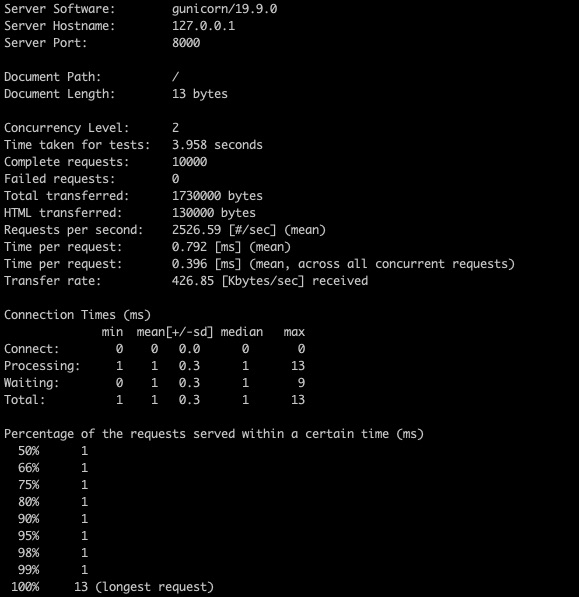 Server Software:        gunicorn/19.9.0
Server Hostname:        127.0.0.1
Server Port:            8000
Document Path:          /
Document Length:        13 bytes
Concurrency Level:      2
Time taken for tests:   3.958 seconds
Complete requests:      10000
Failed requests:        0
Total transferred:      1730000 bytes
HTML transferred:       130000 bytes
Requests per second:    2526.59 [#/sec] (mean)
Time per request:       0.792 [ms] (mean)
Time per request:       0.396 [ms] (mean, across all concurrent requests)
Transfer rate:          426.85 [Kbytes/sec] received
Connection Times (ms)
              min  mean[+/-sd] median   max
Connect:        0    0   0.0      0       0
Processing:     1    1   0.3      1      13
Waiting:        0    1   0.3      1       9
Total:          1    1   0.3      1      13
Percentage of the requests served within a certain time (ms)
  50%      1
  66%      1
  75%      1
  80%      1
  90%      1
  95%      1
  98%      1
  99%      1
 100%     13 (longest request)